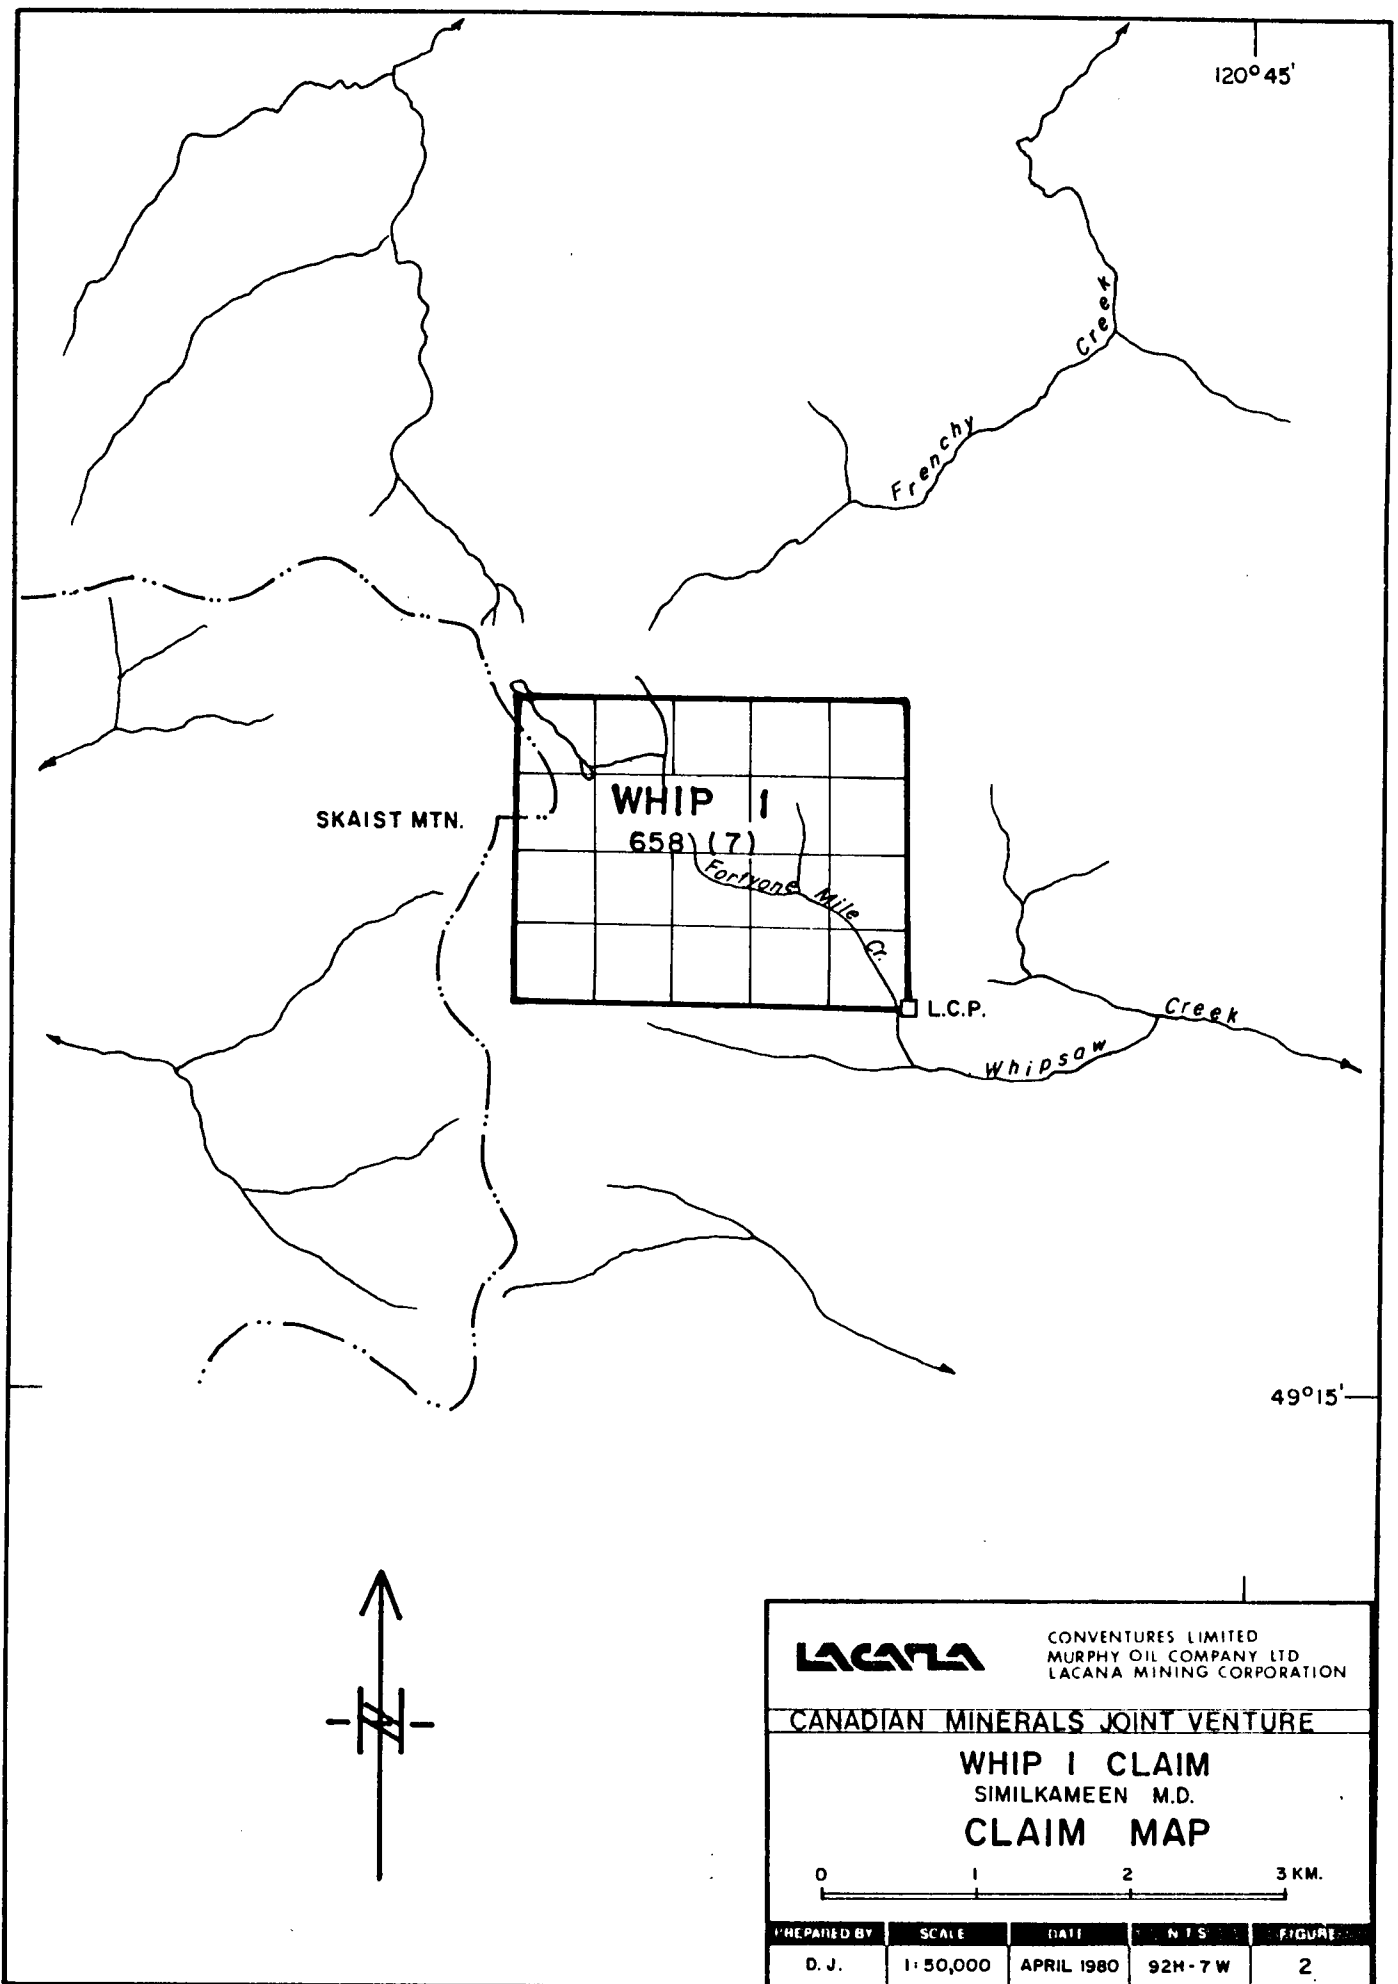 120°45'
Frenchy Creek
SKAIST MTN.
WHIP 1
658 (7)
Fortyone Mile Cr.
L.C.P.
Whipsaw Creek
49°15'
N
LACANA
CONVENTURES LIMITED
MURPHY OIL COMPANY LTD
LACANA MINING CORPORATION
CANADIAN MINERALS JOINT VENTURE
WHIP 1 CLAIM
SIMILKAMEEN M.D.
CLAIM MAP
0 1 2 3 KM.
PREPARED BY SCALE DATE N T S FIGURE
D. J. 1:50,000 APRIL 1980 92H-7W 2